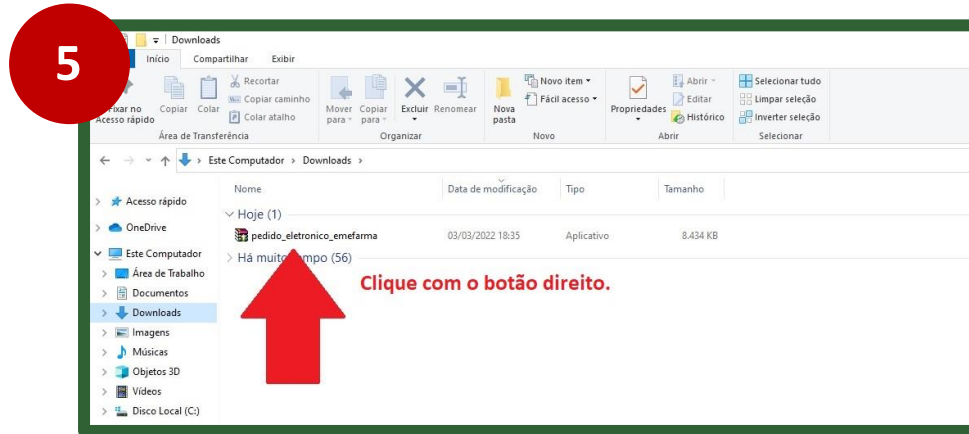 5
Downloads
Início Compartilhar Exibir
Fixar no Acesso rápido
Copiar
Colar
Recortar
Copiar caminho
Colar atalho
Área de Transferência
Mover para
Copiar para
Excluir
Renomear
Organizar
Nova pasta
Novo item
Fácil acesso
Novo
Propriedades
Abrir
Editar
Histórico
Abrir
Selecionar tudo
Limpar seleção
Inverter seleção
Selecionar
Este Computador > Downloads >
Acesso rápido
OneDrive
Este Computador
Área de Trabalho
Documentos
Downloads
Imagens
Músicas
Objetos 3D
Vídeos
Disco Local (C:)
Nome Data de modificação Tipo Tamanho
Hoje (1)
pedido_eletronico_emefarma 03/03/2022 18:35 Aplicativo 8.434 KB
Há muito tempo (56)
Clique com o botão direito.